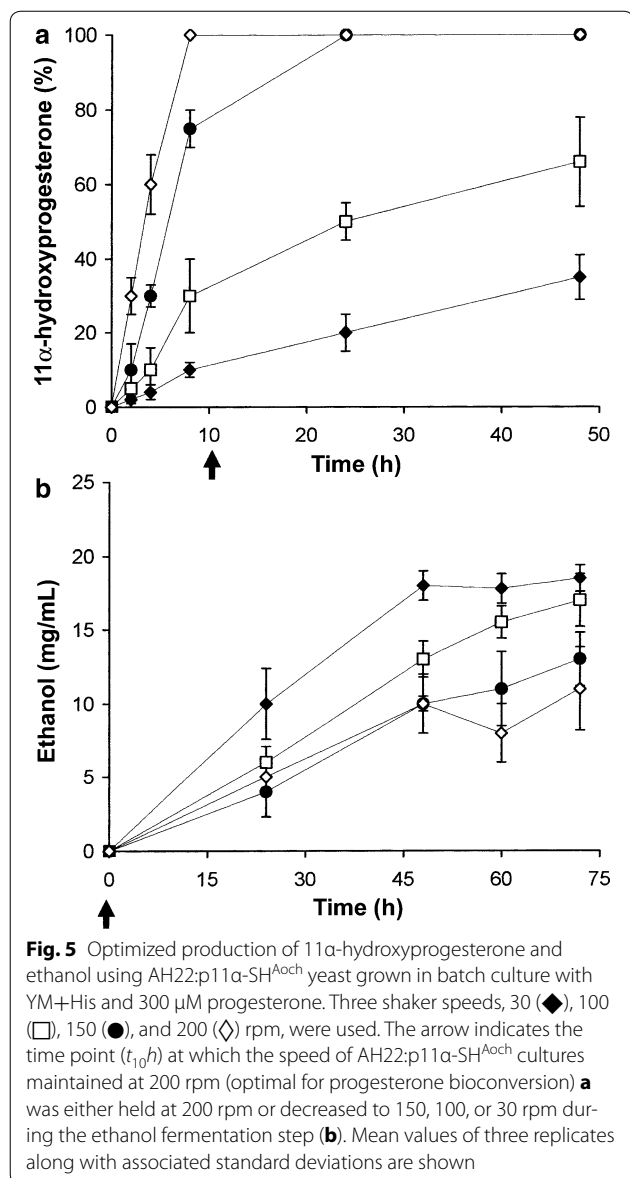 a
100
80
60
40
20
0
11α-hydroxyprogesterone (%)
0 10 20 30 40 50
Time (h)
b
25
20
15
10
5
0
Ethanol (mg/mL)
0 15 30 45 60 75
Time (h)
Fig. 5 Optimized production of 11α-hydroxyprogesterone and
ethanol using AH22:p11α-SH^Aoch yeast grown in batch culture with
YM+His and 300 μM progesterone. Three shaker speeds, 30 (◆), 100
(□), 150 (●), and 200 (◇) rpm, were used. The arrow indicates the
time point (t₁₀h) at which the speed of AH22:p11α-SH^Aoch cultures
maintained at 200 rpm (optimal for progesterone bioconversion) a
was either held at 200 rpm or decreased to 150, 100, or 30 rpm dur-
ing the ethanol fermentation step (b). Mean values of three replicates
along with associated standard deviations are shown